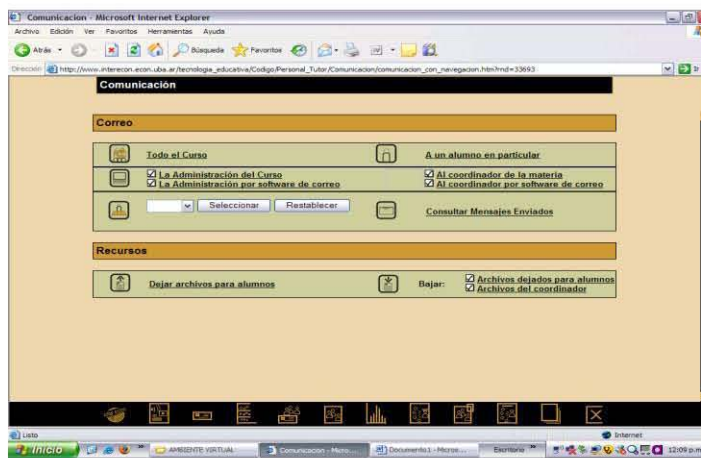 Comunicacion - Microsoft Internet Explorer
Archivo Edición Ver Favoritos Herramientas Ayuda
Atrás Búsqueda Favoritos
Dirección http://www.interecon.econ.uba.ar/tecnologia_educativa/Codigo/Personal_Tutor/Comunicacion/comunicacion_con_navegacion.htm?rnd=33693 Ir
Comunicación
Correo
Todo el Curso A un alumno en particular
La Administración del Curso Al coordinador de la materia
La Administración por software de correo Al coordinador por software de correo
Seleccionar Restablecer Consultar Mensajes Enviados
Recursos
Dejar archivos para alumnos Bajar: Archivos dejados para alumnos
Archivos del coordinador
Listo Internet
Inicio AMBIENTE VIRTUAL Comunicacion - Micro... Documento1 - Micros... Escritorio 12:09 p.m.